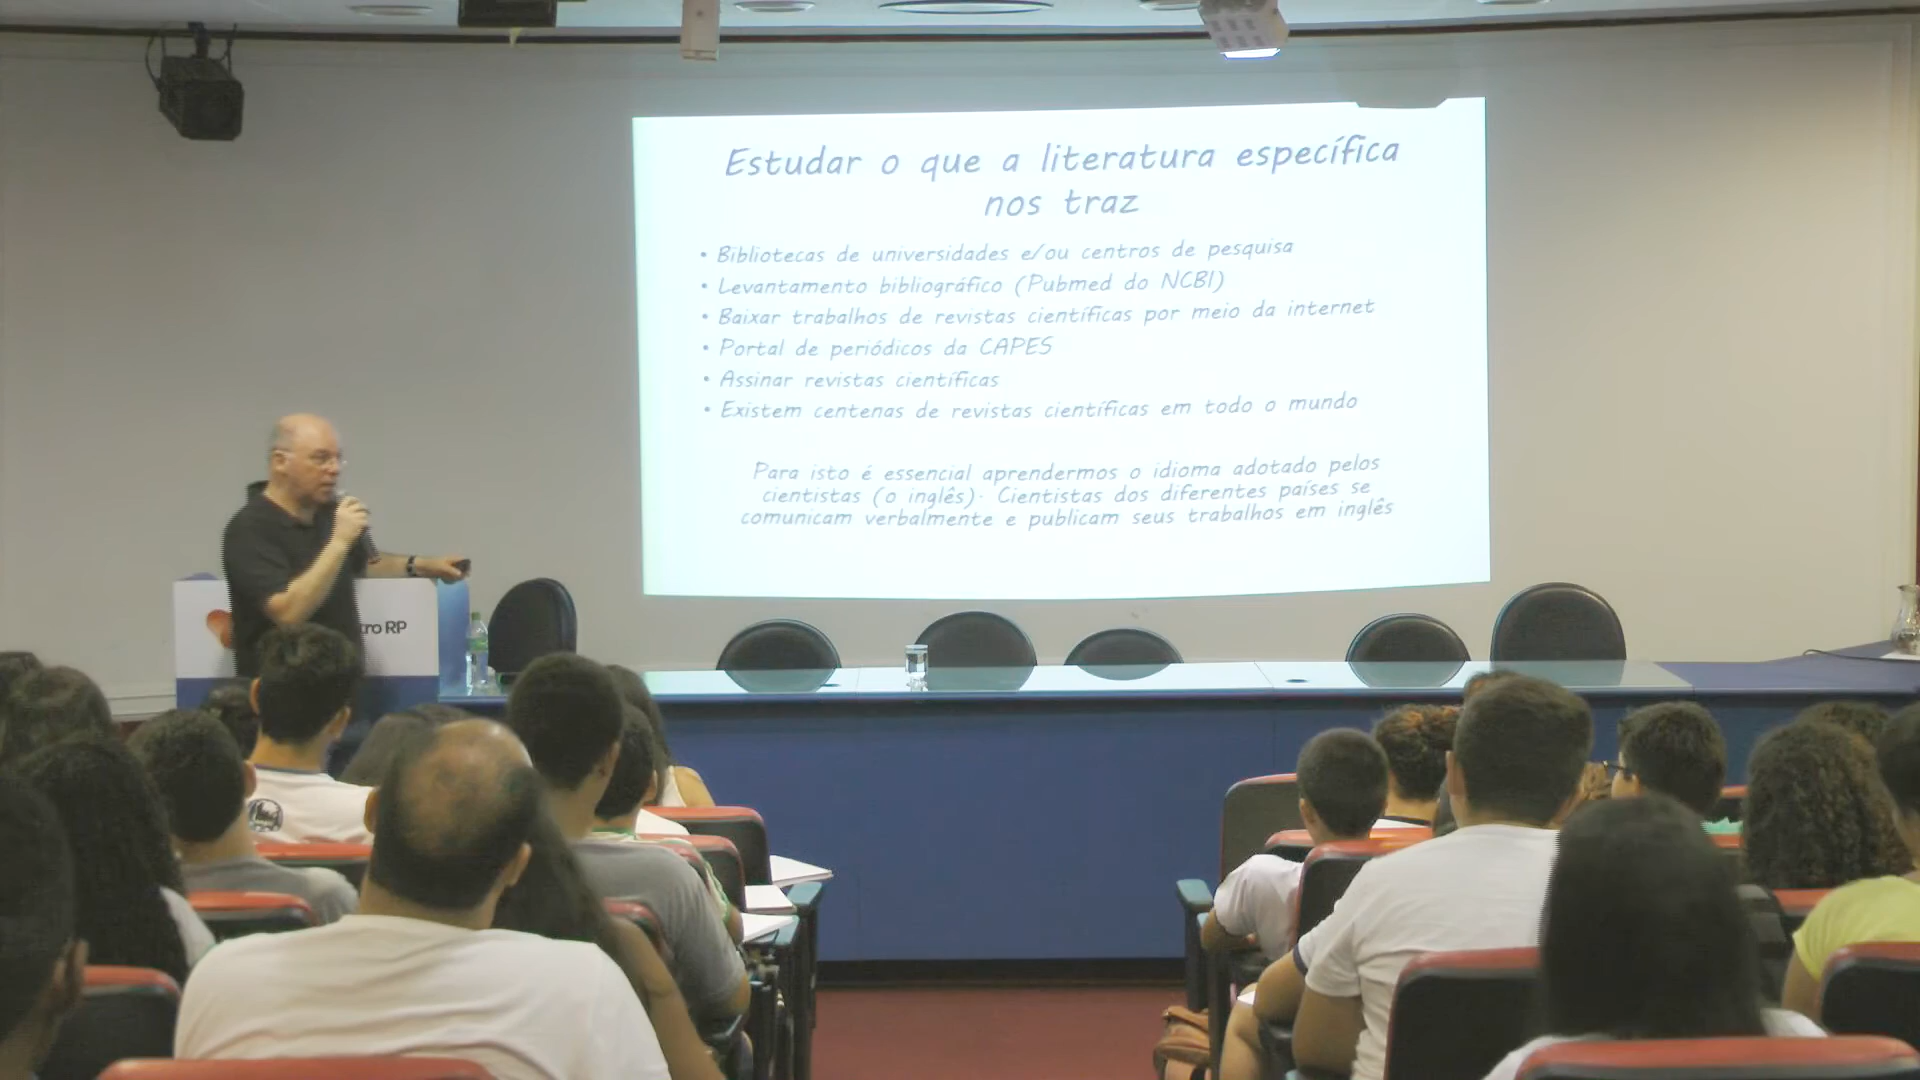 Estudar o que a literatura específica
nos traz
• Bibliotecas de universidades e/ou centros de pesquisa
• Levantamento bibliográfico (Pubmed do NCBI)
• Baixar trabalhos de revistas científicas por meio da internet
• Portal de periódicos da CAPES
• Assinar revistas científicas
• Existem centenas de revistas científicas em todo o mundo
Para isto é essencial aprendermos o idioma adotado pelos
cientistas (o inglês). Cientistas dos diferentes países se
comunicam verbalmente e publicam seus trabalhos em inglês
tro RP